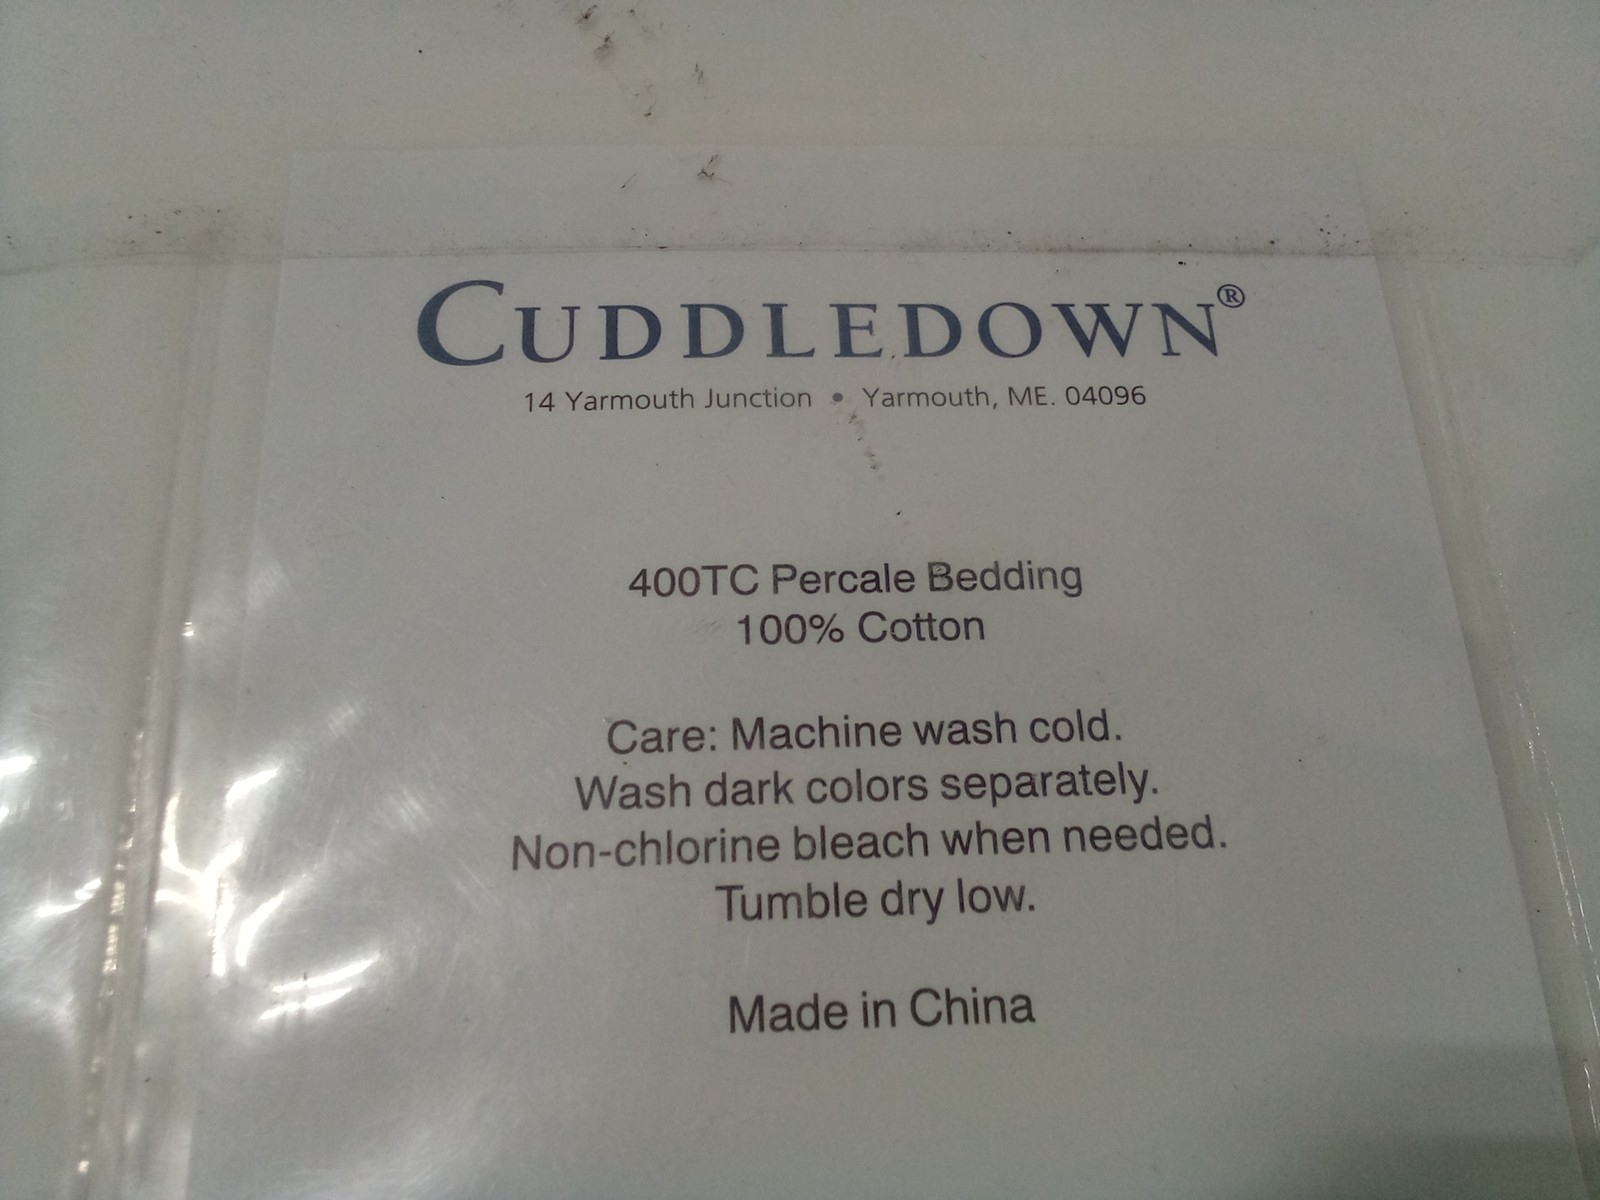 CUDDLEDOWN®
14 Yarmouth Junction • Yarmouth, ME. 04096
400TC Percale Bedding
100% Cotton
Care: Machine wash cold.
Wash dark colors separately.
Non-chlorine bleach when needed.
Tumble dry low.
Made in China